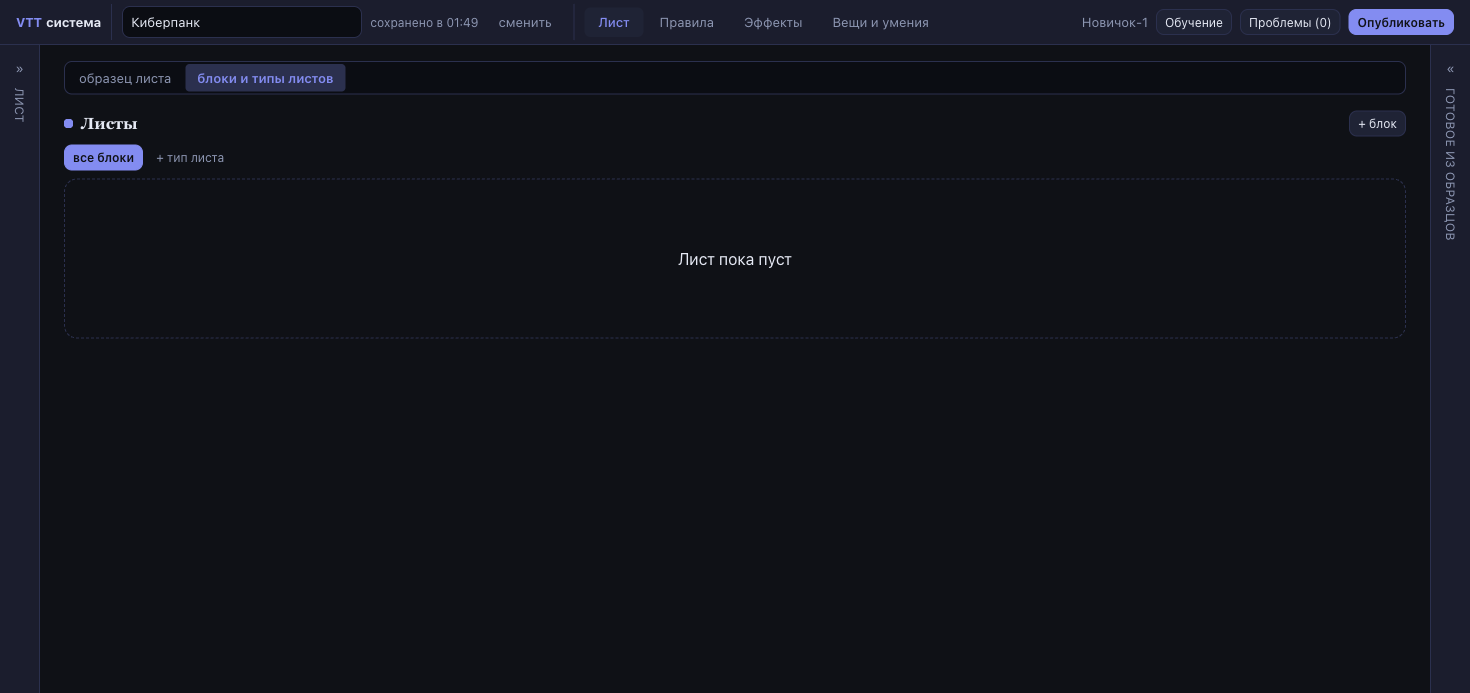 VTT система
Киберпанк
сохранено в 01:49
сменить
Лист
Правила
Эффекты
Вещи и умения
Новичок-1
Обучение
Проблемы (0)
Опубликовать
»
ЛИСТ
образец листа
блоки и типы листов
Листы
+ блок
все блоки
+ тип листа
Лист пока пуст
«
ГОТОВОЕ ИЗ ОБРАЗЦОВ